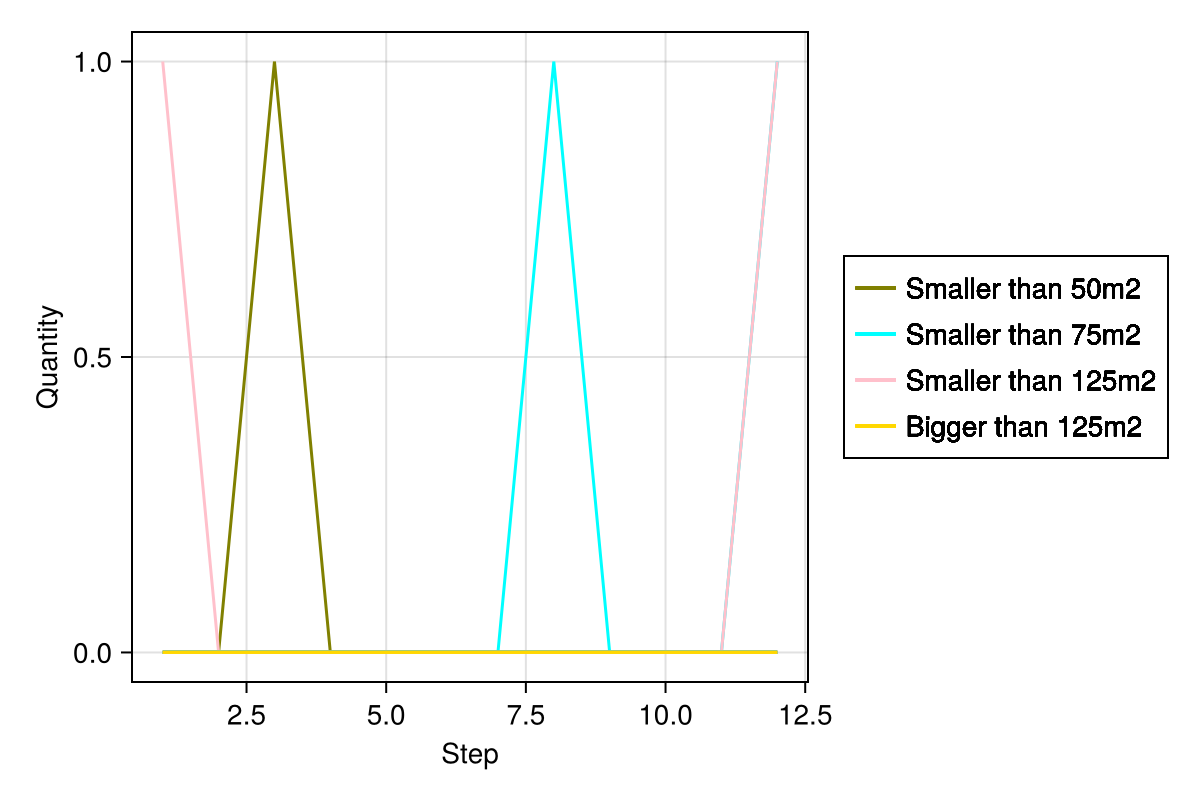 1.0
0.5
0.0
Quantity
2.5 5.0 7.5 10.0 12.5
Step
Smaller than 50m2
Smaller than 75m2
Smaller than 125m2
Bigger than 125m2